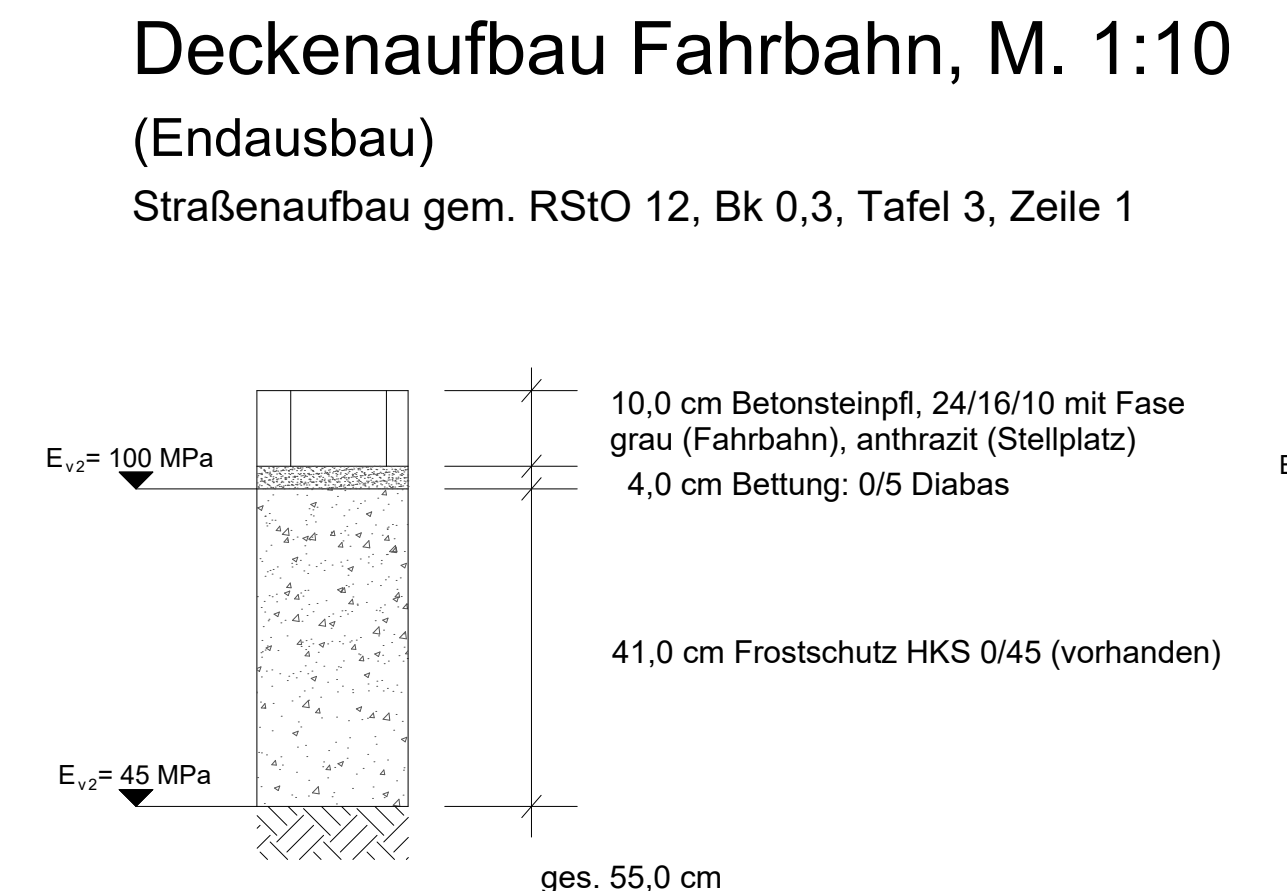 Deckenaufbau Fahrbahn, M. 1:10
(Endausbau)
Straßenaufbau gem. RStO 12, Bk 0,3, Tafel 3, Zeile 1
10,0 cm Betonsteinpfl, 24/16/10 mit Fase
grau (Fahrbahn), anthrazit (Stellplatz)
Ev2= 100 MPa
4,0 cm Bettung: 0/5 Diabas
41,0 cm Frostschutz HKS 0/45 (vorhanden)
Ev2= 45 MPa
ges. 55,0 cm